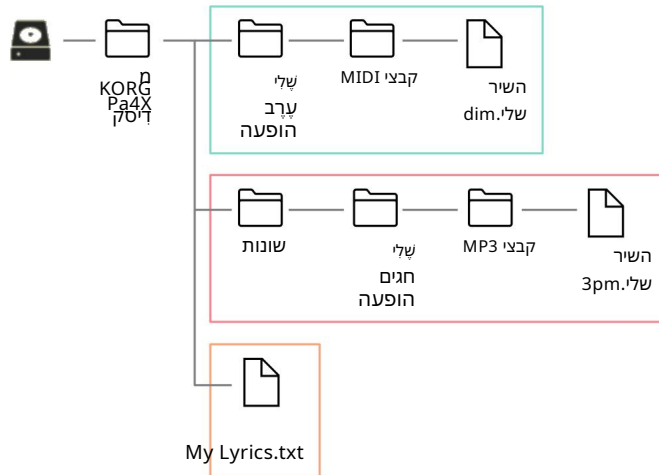 מ
KORG
Pa4X
דִיסק
שֶׁלִי
עֶרֶב
הופעה
קבצי MIDI
השיר
שלי.dim
שונות
שֶׁלִי
חגים
הופעה
קבצי MP3
השיר
שלי.3pm
My Lyrics.txt